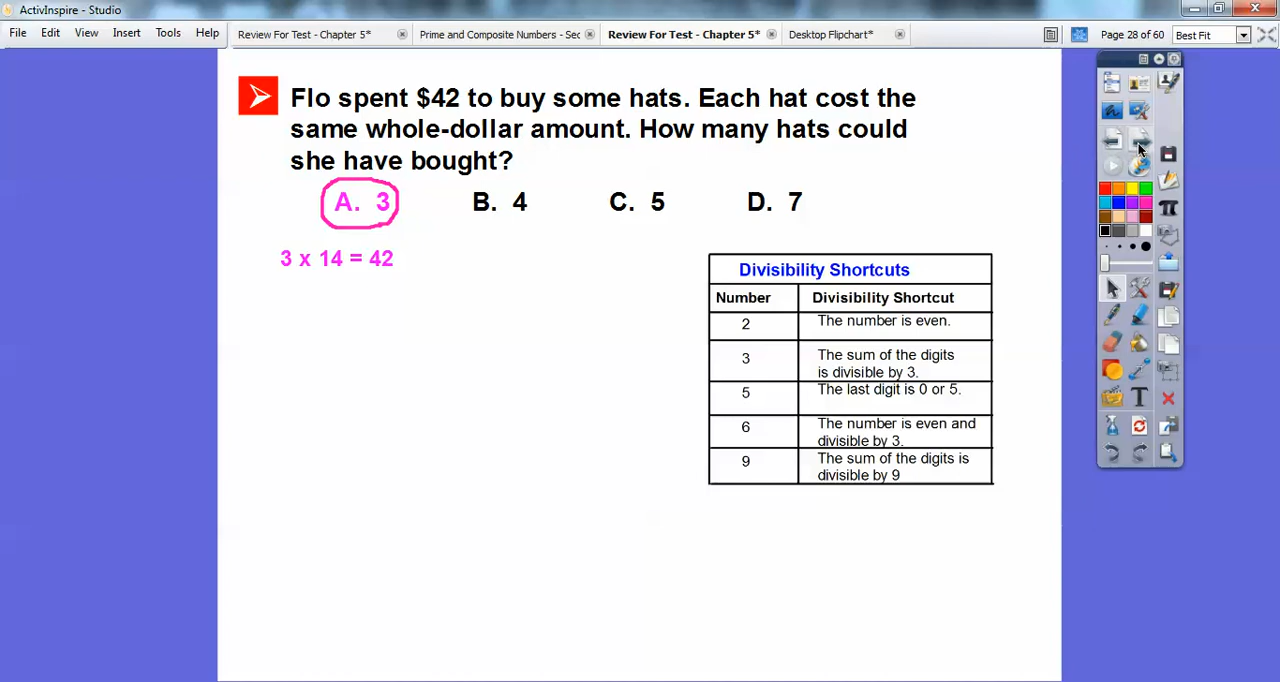 ActivInspire - Studio
File Edit View Insert Tools Help
Review For Test - Chapter 5* Prime and Composite Numbers - Sec Review For Test - Chapter 5* Desktop Flipchart*
Page 28 of 60 Best Fit
Flo spent $42 to buy some hats. Each hat cost the
same whole-dollar amount. How many hats could
she have bought?
A. 3 B. 4 C. 5 D. 7
3 x 14 = 42
Divisibility Shortcuts
Number Divisibility Shortcut
2 The number is even.
3 The sum of the digits
is divisible by 3.
5 The last digit is 0 or 5.
6 The number is even and
divisible by 3.
9 The sum of the digits is
divisible by 9